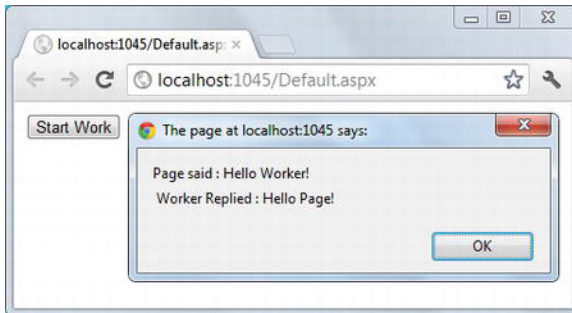 localhost:1045/Default.asp
localhost:1045/Default.aspx
Start Work
The page at localhost:1045 says:
Page said : Hello Worker!
Worker Replied : Hello Page!
OK